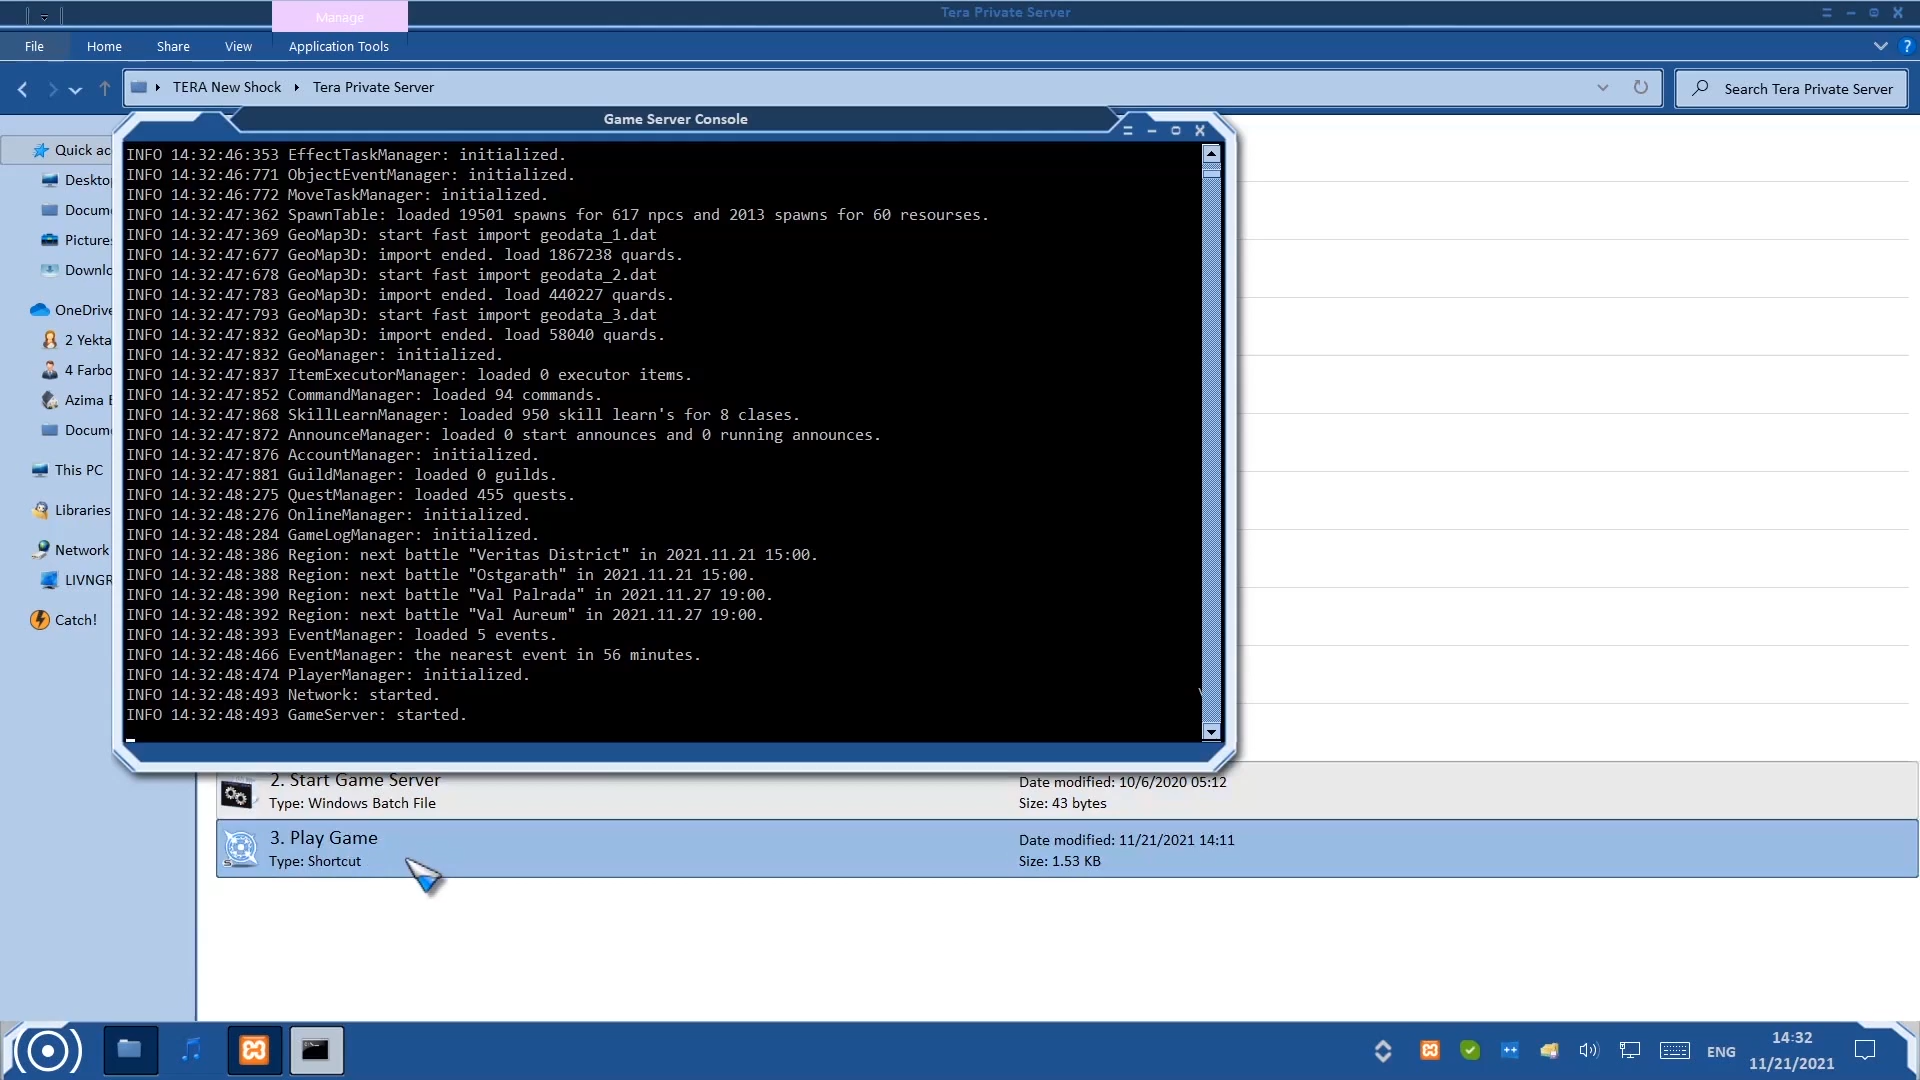 Manage
Tera Private Server
File
Home
Share
View
Application Tools
TERA New Shock
Tera Private Server
Search Tera Private Server
Game Server Console
Quick ac
Deskto
Docum
Picture
Downlo
OneDrive
2 Yekta
4 Farbo
Azima E
Docum
This PC
Libraries
Network
LIVNGR
Catch!
INFO 14:32:46:353 EffectTaskManager: initialized.
INFO 14:32:46:771 ObjectEventManager: initialized.
INFO 14:32:46:772 MoveTaskManager: initialized.
INFO 14:32:47:362 SpawnTable: loaded 19501 spawns for 617 npcs and 2013 spawns for 60 resourses.
INFO 14:32:47:369 GeoMap3D: start fast import geodata_1.dat
INFO 14:32:47:677 GeoMap3D: import ended. load 1867238 quards.
INFO 14:32:47:678 GeoMap3D: start fast import geodata_2.dat
INFO 14:32:47:783 GeoMap3D: import ended. load 440227 quards.
INFO 14:32:47:793 GeoMap3D: start fast import geodata_3.dat
INFO 14:32:47:832 GeoMap3D: import ended. load 58040 quards.
INFO 14:32:47:832 GeoManager: initialized.
INFO 14:32:47:837 ItemExecutorManager: loaded 0 executor items.
INFO 14:32:47:852 CommandManager: loaded 94 commands.
INFO 14:32:47:868 SkillLearnManager: loaded 950 skill learn's for 8 clases.
INFO 14:32:47:872 AnnounceManager: loaded 0 start announces and 0 running announces.
INFO 14:32:47:876 AccountManager: initialized.
INFO 14:32:47:881 GuildManager: loaded 0 guilds.
INFO 14:32:48:275 QuestManager: loaded 455 quests.
INFO 14:32:48:276 OnlineManager: initialized.
INFO 14:32:48:284 GameLogManager: initialized.
INFO 14:32:48:386 Region: next battle "Veritas District" in 2021.11.21 15:00.
INFO 14:32:48:388 Region: next battle "Ostgarath" in 2021.11.21 15:00.
INFO 14:32:48:390 Region: next battle "Val Palrada" in 2021.11.27 19:00.
INFO 14:32:48:392 Region: next battle "Val Aureum" in 2021.11.27 19:00.
INFO 14:32:48:393 EventManager: loaded 5 events.
INFO 14:32:48:466 EventManager: the nearest event in 56 minutes.
INFO 14:32:48:474 PlayerManager: initialized.
INFO 14:32:48:493 Network: started.
INFO 14:32:48:493 GameServer: started.
2. Start Game Server
Type: Windows Batch File
Date modified: 10/6/2020 05:12
Size: 43 bytes
3. Play Game
Type: Shortcut
Date modified: 11/21/2021 14:11
Size: 1.53 KB
ENG
14:32
11/21/2021